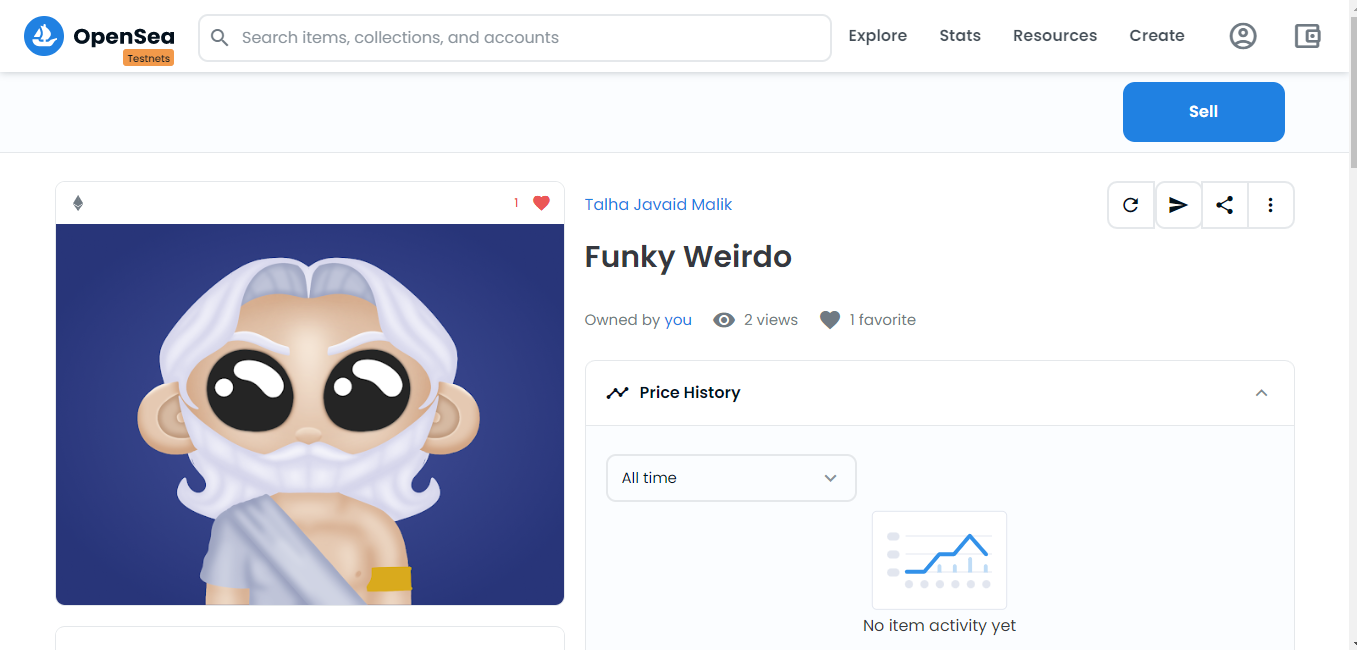 OpenSea
Testnets
Search items, collections, and accounts
Explore
Stats
Resources
Create
Sell
1
Talha Javaid Malik
Funky Weirdo
Owned by you
2 views
1 favorite
Price History
All time
No item activity yet